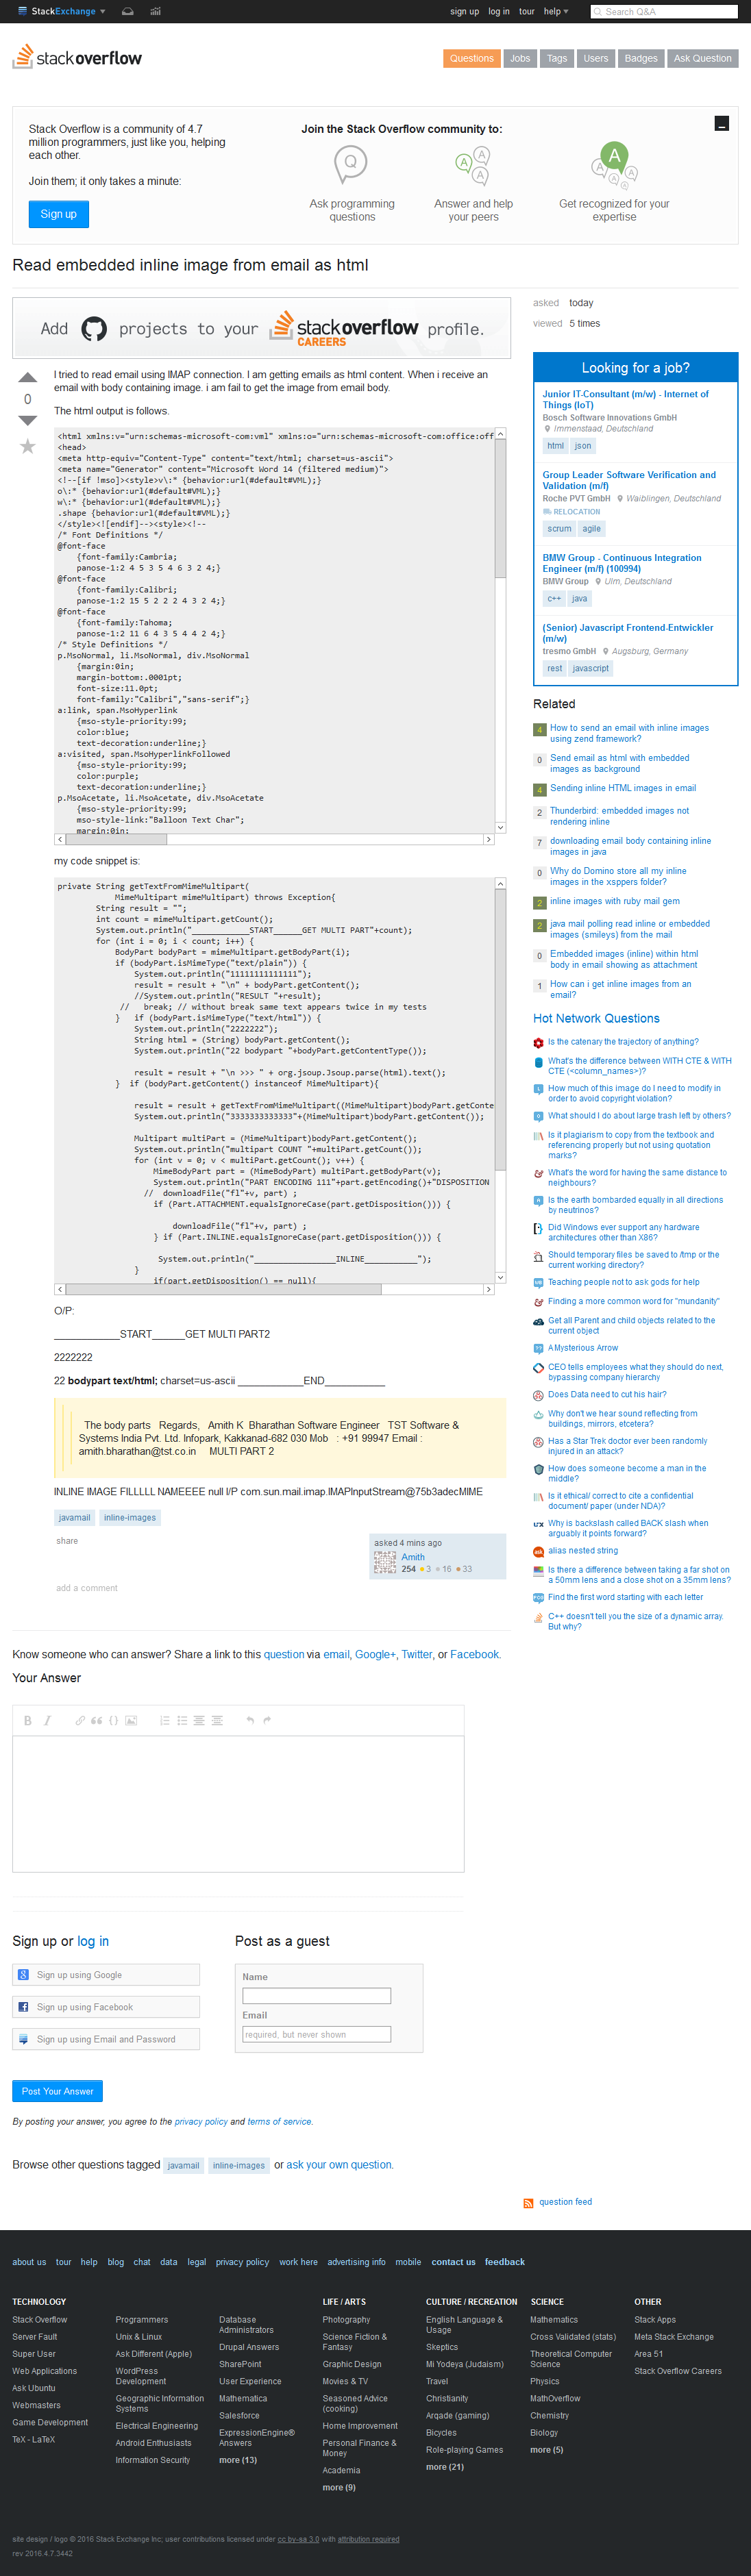 StackExchange
sign up log in tour help
Search Q&A
stackoverflow
Questions Jobs Tags Users Badges Ask Question
Stack Overflow is a community of 4.7
million programmers, just like you, helping
each other.
Join them; it only takes a minute:
Sign up
Join the Stack Overflow community to:
Ask programming
questions
Answer and help
your peers
Get recognized for your
expertise
Read embedded inline image from email as html
Add projects to your stackoverflow CAREERS profile.
0
I tried to read email using IMAP connection. I am getting emails as html content. When i receive an
email with body containing image. i am fail to get the image from email body.
The html output is follows.
<html xmlns:v="urn:schemas-microsoft-com:vml" xmlns:o="urn:schemas-microsoft-com:office:off
<head>
<meta http-equiv="Content-Type" content="text/html; charset=us-ascii">
<meta name="Generator" content="Microsoft Word 14 (filtered medium)">
<!--[if !mso]><style>v\:* {behavior:url(#default#VML);}
o\:* {behavior:url(#default#VML);}
w\:* {behavior:url(#default#VML);}
.shape {behavior:url(#default#VML);}
</style><![endif]--><style><!--
/* Font Definitions */
@font-face
{font-family:Cambria;
panose-1:2 4 5 3 5 4 6 3 2 4;}
@font-face
{font-family:Calibri;
panose-1:2 15 5 2 2 2 4 3 2 4;}
@font-face
{font-family:Tahoma;
panose-1:2 11 6 4 3 5 4 4 2 4;}
/* Style Definitions */
p.MsoNormal, li.MsoNormal, div.MsoNormal
{margin:0in;
margin-bottom:.0001pt;
font-size:11.0pt;
font-family:"Calibri","sans-serif";}
a:link, span.MsoHyperlink
{mso-style-priority:99;
color:blue;
text-decoration:underline;}
a:visited, span.MsoHyperlinkFollowed
{mso-style-priority:99;
color:purple;
text-decoration:underline;}
p.MsoAcetate, li.MsoAcetate, div.MsoAcetate
{mso-style-priority:99;
mso-style-link:"Balloon Text Char";
margin:0in;
my code snippet is:
private String getTextFromMimeMultipart(
MimeMultipart mimeMultipart) throws Exception{
String result = "";
int count = mimeMultipart.getCount();
System.out.println("____________START______GET MULTI PART"+count);
for (int i = 0; i < count; i++) {
BodyPart bodyPart = mimeMultipart.getBodyPart(i);
if (bodyPart.isMimeType("text/plain")) {
System.out.println("11111111111111");
result = result + "\n" + bodyPart.getContent();
//System.out.println("RESULT "+result);
// break; // without break same text appears twice in my tests
} if (bodyPart.isMimeType("text/html")) {
System.out.println("2222222");
String html = (String) bodyPart.getContent();
System.out.println("22 bodypart "+bodyPart.getContentType());
result = result + "\n >>> " + org.jsoup.Jsoup.parse(html).text();
} if (bodyPart.getContent() instanceof MimeMultipart){
result = result + getTextFromMimeMultipart((MimeMultipart)bodyPart.getConte
System.out.println("3333333333333"+(MimeMultipart)bodyPart.getContent());
Multipart multiPart = (MimeMultipart)bodyPart.getContent();
System.out.println("multipart COUNT "+multiPart.getCount());
for (int v = 0; v < multiPart.getCount(); v++) {
MimeBodyPart part = (MimeBodyPart) multiPart.getBodyPart(v);
System.out.println("PART ENCODING 111"+part.getEncoding()+"DISPOSITION
// downloadFile("fl"+v, part) ;
if (Part.ATTACHMENT.equalsIgnoreCase(part.getDisposition())) {
downloadFile("fl"+v, part) ;
} if (Part.INLINE.equalsIgnoreCase(part.getDisposition())) {
System.out.println("_________________INLINE___________");
}
if(part.getDisposition() == null){
O/P:
____________START______GET MULTI PART2
2222222
22 bodypart text/html; charset=us-ascii ____________END___________
The body parts Regards, Amith K Bharathan Software Engineer TST Software &
Systems India Pvt. Ltd. Infopark, Kakkanad-682 030 Mob : +91 99947 Email :
amith.bharathan@tst.co.in MULTI PART 2
INLINE IMAGE FILLLLL NAMEEEE null I/P com.sun.mail.imap.IMAPInputStream@75b3adecMIME
javamail inline-images
share
asked 4 mins ago
Amith
254 3 16 33
add a comment
asked today
viewed 5 times
Looking for a job?
Junior IT-Consultant (m/w) - Internet of
Things (IoT)
Bosch Software Innovations GmbH
Immenstaad, Deutschland
html json
Group Leader Software Verification and
Validation (m/f)
Roche PVT GmbH Waiblingen, Deutschland
RELOCATION
scrum agile
BMW Group - Continuous Integration
Engineer (m/f) (100994)
BMW Group Ulm, Deutschland
c++ java
(Senior) Javascript Frontend-Entwickler
(m/w)
tresmo GmbH Augsburg, Germany
rest javascript
Related
4 How to send an email with inline images
using zend framework?
0 Send email as html with embedded
images as background
4 Sending inline HTML images in email
2 Thunderbird: embedded images not
rendering inline
7 downloading email body containing inline
images in java
0 Why do Domino store all my inline
images in the xsppers folder?
2 inline images with ruby mail gem
2 java mail polling read inline or embedded
images (smileys) from the mail
0 Embedded images (inline) within html
body in email showing as attachment
1 How can i get inline images from an
email?
Hot Network Questions
Is the catenary the trajectory of anything?
What's the difference between WITH CTE & WITH
CTE (<column_names>)?
How much of this image do I need to modify in
order to avoid copyright violation?
What should I do about large trash left by others?
Is it plagiarism to copy from the textbook and
referencing properly but not using quotation
marks?
What's the word for having the same distance to
neighbours?
Is the earth bombarded equally in all directions
by neutrinos?
Did Windows ever support any hardware
architectures other than X86?
Should temporary files be saved to /tmp or the
current working directory?
Teaching people not to ask gods for help
Finding a more common word for "mundanity"
Get all Parent and child objects related to the
current object
A Mysterious Arrow
CEO tells employees what they should do next,
bypassing company hierarchy
Does Data need to cut his hair?
Why don't we hear sound reflecting from
buildings, mirrors, etcetera?
Has a Star Trek doctor ever been randomly
injured in an attack?
How does someone become a man in the
middle?
Is it ethical/ correct to cite a confidential
document/ paper (under NDA)?
Why is backslash called BACK slash when
arguably it points forward?
alias nested string
Is there a difference between taking a far shot on
a 50mm lens and a close shot on a 35mm lens?
Find the first word starting with each letter
C++ doesn't tell you the size of a dynamic array.
But why?
Know someone who can answer? Share a link to this question via email, Google+, Twitter, or Facebook.
Your Answer
Sign up or log in
Sign up using Google
Sign up using Facebook
Sign up using Email and Password
Post as a guest
Name
Email
required, but never shown
Post Your Answer
By posting your answer, you agree to the privacy policy and terms of service.
Browse other questions tagged javamail inline-images or ask your own question.
question feed
about us tour help blog chat data legal privacy policy work here advertising info mobile contact us feedback
TECHNOLOGY
Stack Overflow
Server Fault
Super User
Web Applications
Ask Ubuntu
Webmasters
Game Development
TeX - LaTeX
Programmers
Unix & Linux
Ask Different (Apple)
WordPress
Development
Geographic Information
Systems
Electrical Engineering
Android Enthusiasts
Information Security
Database
Administrators
Drupal Answers
SharePoint
User Experience
Mathematica
Salesforce
ExpressionEngine®
Answers
more (13)
LIFE / ARTS
Photography
Science Fiction &
Fantasy
Graphic Design
Movies & TV
Seasoned Advice
(cooking)
Home Improvement
Personal Finance &
Money
Academia
more (9)
CULTURE / RECREATION
English Language &
Usage
Skeptics
Mi Yodeya (Judaism)
Travel
Christianity
Arqade (gaming)
Bicycles
Role-playing Games
more (21)
SCIENCE
Mathematics
Cross Validated (stats)
Theoretical Computer
Science
Physics
MathOverflow
Chemistry
Biology
more (5)
OTHER
Stack Apps
Meta Stack Exchange
Area 51
Stack Overflow Careers
site design / logo © 2016 Stack Exchange Inc; user contributions licensed under cc by-sa 3.0 with attribution required
rev 2016.4.7.3442